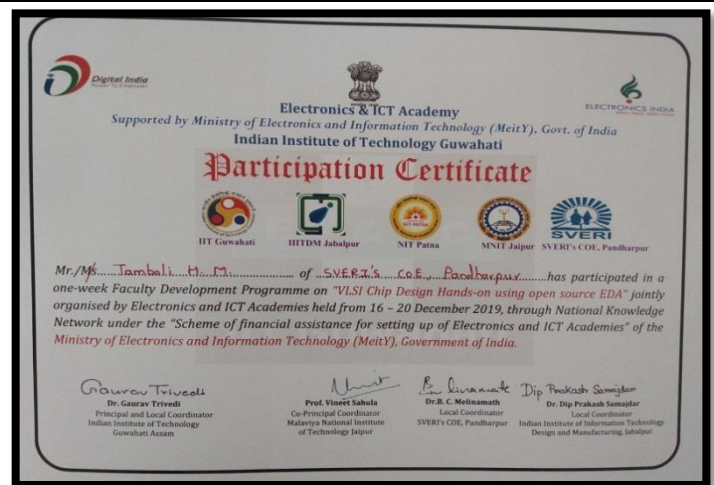 Digital India
Power To Empower
ELECTRONICS INDIA
Electronics & ICT Academy
Supported by Ministry of Electronics and Information Technology (MeitY), Govt. of India
Indian Institute of Technology Guwahati
Participation Certificate
IIT Guwahati
IIITDM Jabalpur
NIT PATNA
NIT Patna
MNIT Jaipur
SVERI
SVERI's COE, Pandharpur
Mr./Ms.....Tambali....H...M............... of ..SVERI's...C.O.E., Pandharpur.........has participated in a
one-week Faculty Development Programme on "VLSI Chip Design Hands-on using open source EDA" jointly
organised by Electronics and ICT Academies held from 16 – 20 December 2019, through National Knowledge
Network under the "Scheme of financial assistance for setting up of Electronics and ICT Academies" of the
Ministry of Electronics and Information Technology (MeitY), Government of India.
Gaurav Trivedi
Dip Prakash Samajdar
Dr. Gaurav Trivedi
Principal and Local Coordinator
Indian Institute of Technology
Guwahati Assam
Prof. Vineet Sahula
Co-Principal Coordinator
Malaviya National Institute
of Technology Jaipur
Dr.B. C. Melinamath
Local Coordinator
SVERI's COE, Pandharpur
Dr. Dip Prakash Samajdar
Local Coordinator
Indian Institute of Information Technology
Design and Manufacturing, Jabalpur